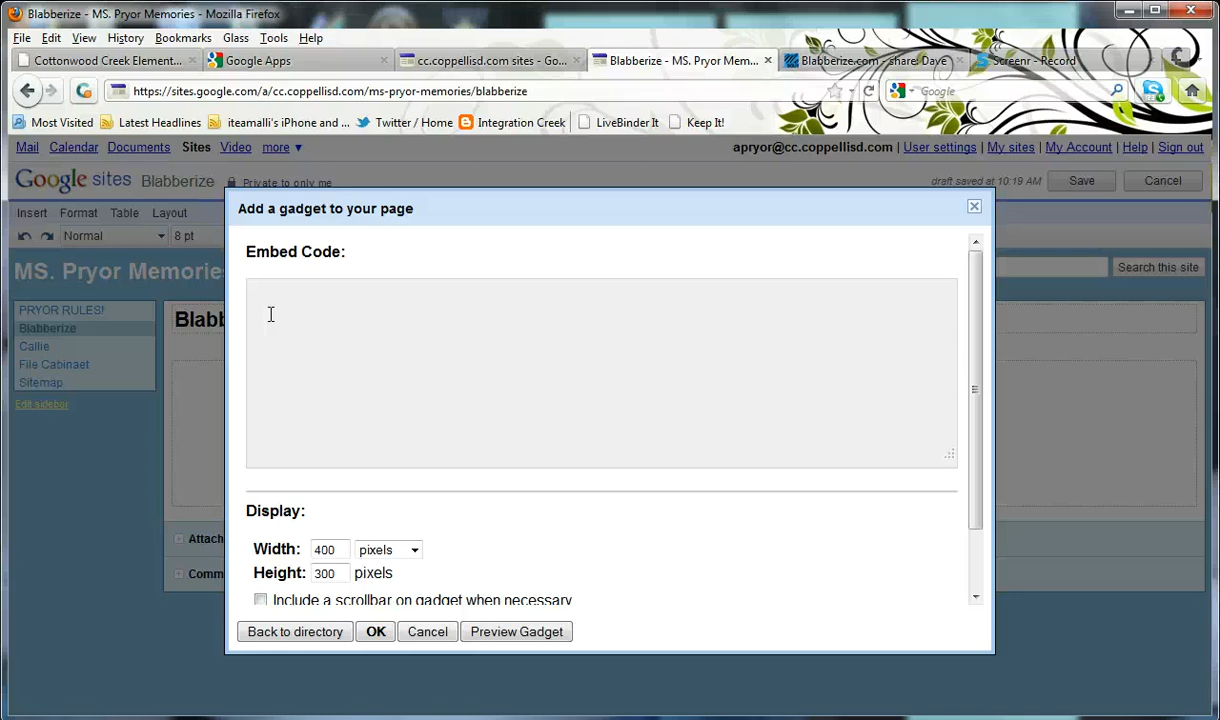 Blabberize - MS. Pryor Memories - Mozilla Firefox
File Edit View History Bookmarks Glass Tools Help
Cottonwood Creek Element... Google Apps cc.coppellisd.com sites - Go... Blabberize - MS. Pryor Mem... Blabberize.com - share: Dave Screenr - Record
https://sites.google.com/a/cc.coppellisd.com/ms-pryor-memories/blabberize Google
Most Visited Latest Headlines iteamalli's iPhone and ... Twitter / Home Integration Creek LiveBinder It Keep It!
Mail Calendar Documents Sites Video more ▼ apryor@cc.coppellisd.com | User settings | My sites | My Account | Help | Sign out
Google sites Blabberize Private to only me draft saved at 10:19 AM Save Cancel
Insert Format Table Layout
Normal 8 pt
Add a gadget to your page
MS. Pryor Memorie Search this site
PRYOR RULES!
Blabberize
Callie
File Cabinaet
Sitemap
Edit sidebar
Blabb
Attach
Comm
Embed Code:
Display:
Width: 400 pixels
Height: 300 pixels
Include a scrollbar on gadget when necessary
Back to directory OK Cancel Preview Gadget